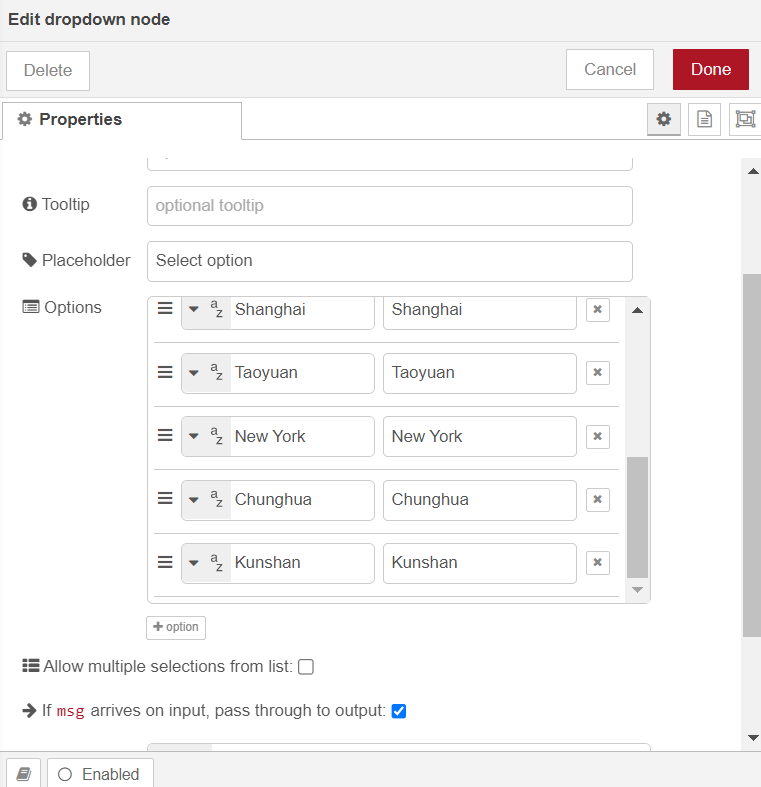 Edit dropdown node
Delete
Cancel
Done
Properties
Tooltip
optional tooltip
Placeholder
Select option
Options
a z Shanghai Shanghai
a z Taoyuan Taoyuan
a z New York New York
a z Chunghua Chunghua
a z Kunshan Kunshan
+ option
Allow multiple selections from list:
If msg arrives on input, pass through to output:
Enabled